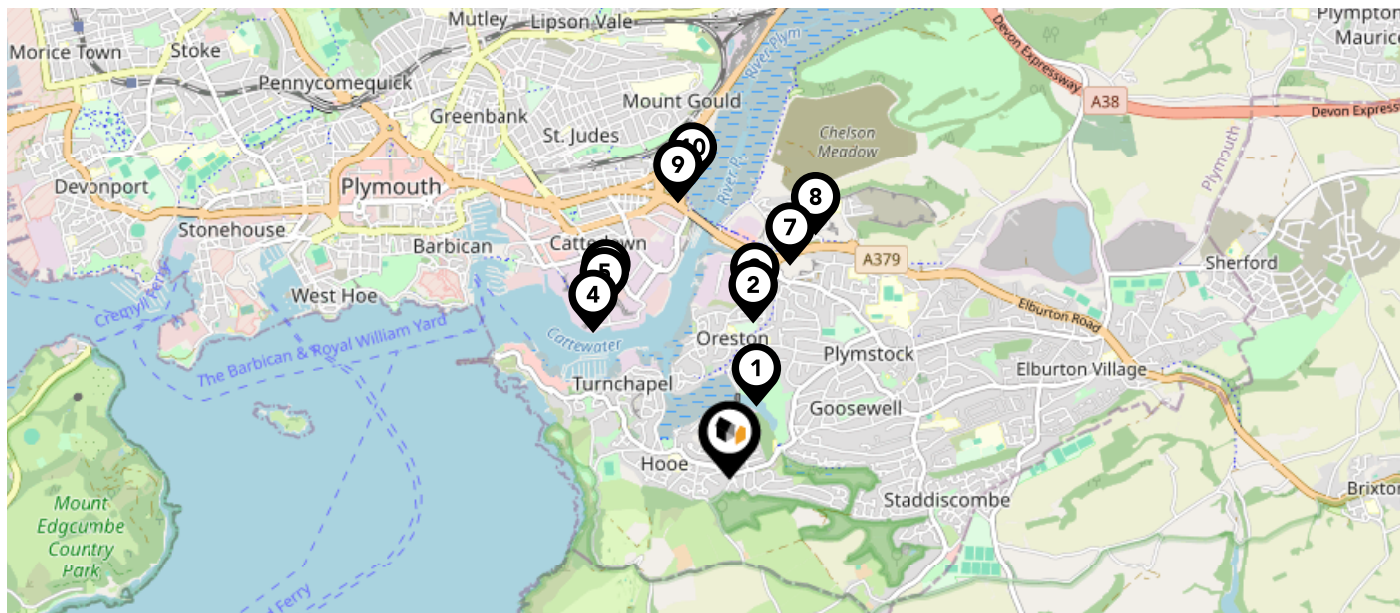 Mutley
Lipson Vale
Plympton
Maurice
Morice Town
Stoke
River Plym
Devon Expressway
Pennycomequick
Mount Gould
A38
Devon Express
Greenbank
St. Judes
Chelson
Meadow
10
9
Plymouth
Devonport
Plymouth
River P
8
7
Stonehouse
Barbican
Cattedown
A379
Sherford
5
2
4
West Hoe
Cremyll Ferry
Elburton Road
The Barbican & Royal William Yard
Cattewater
Oreston
Plymstock
1
Turnchapel
Elburton Village
Goosewell
Hooe
Staddiscombe
Brixton
Mount
Edgcumbe
Country
Park
d Ferry